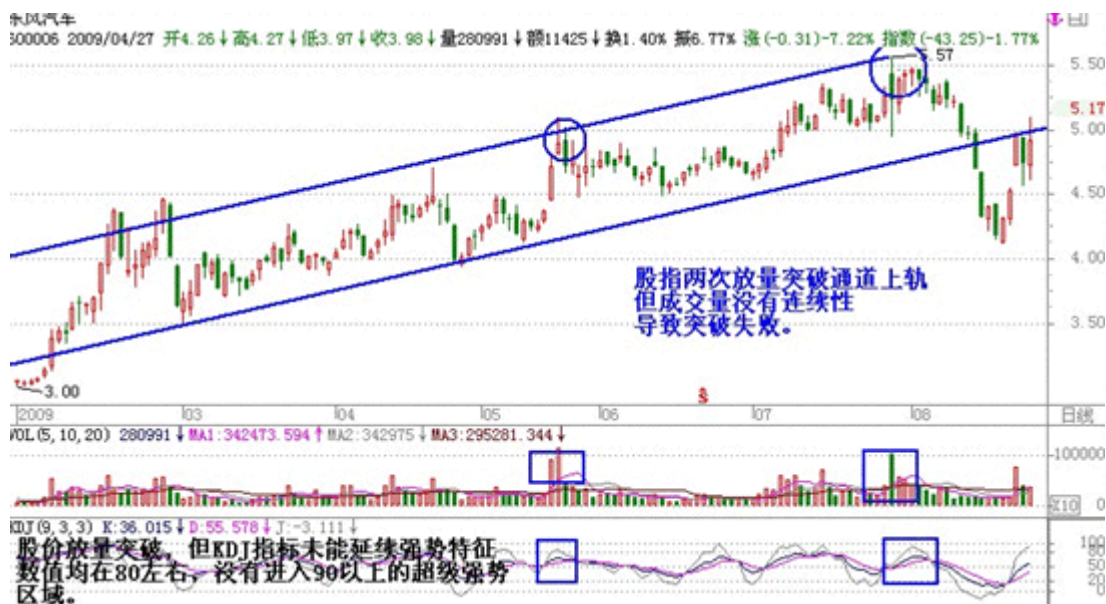 东风汽车
600006 2009/04/27 开4.26↓高4.27↓低3.97↓收3.98↓量280991↓额11425↓换1.40% 振6.77% 涨(-0.31)-7.22% 指数(-43.25)-1.77%
5.57
5.50
5.17
5.00
4.50
4.00
3.50
股指两次放量突破通道上轨
但成交量没有连续性
导致突破失败。
3.00
2009 03 04 05 06 07 08 日线
VOL(5,10,20) 280991↓MA1:342473.594↑MA2:342975↓MA3:295281.344↓
100000
X10 0
KDJ(9,3,3) K:36.015↓D:55.578↓J:-3.111↓
股价放量突破，但KDJ指标未能延续强势特征
数值均在80左右，没有进入90以上的超级强势
区域。
100
80
50
20
0